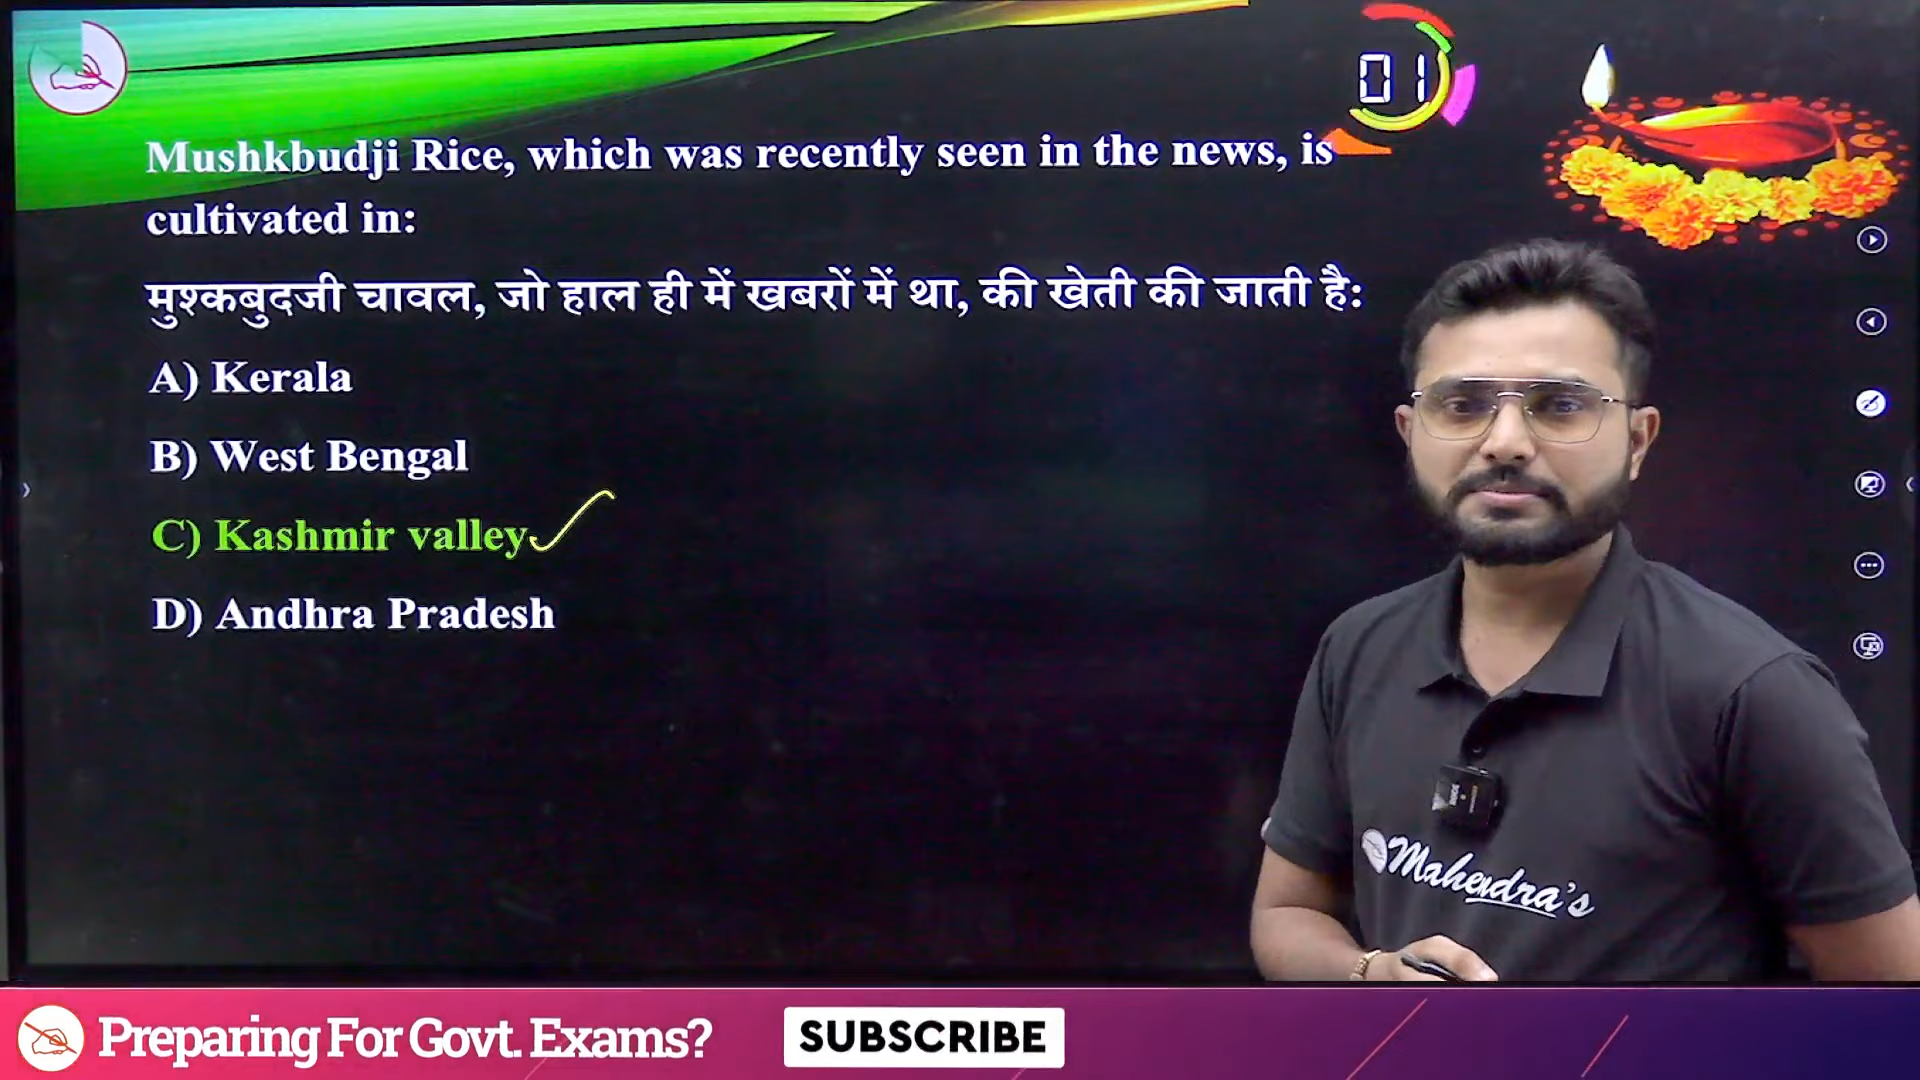 01
Mushkbudji Rice, which was recently seen in the news, is
cultivated in:
मुश्कबुदजी चावल, जो हाल ही में खबरों में था, की खेती की जाती है:
A) Kerala
B) West Bengal
C) Kashmir valley
D) Andhra Pradesh
Mahendra's
Preparing For Govt. Exams?
SUBSCRIBE